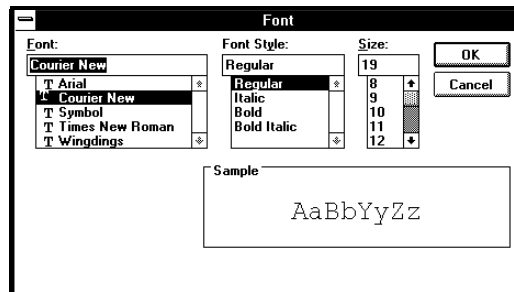 Font
Font:
Courier New
T Arial
T Courier New
T Symbol
T Times New Roman
T Wingdings
Font Style:
Regular
Regular
Italic
Bold
Bold Italic
Size:
19
8
9
10
11
12
OK
Cancel
Sample
AaBbYyZz